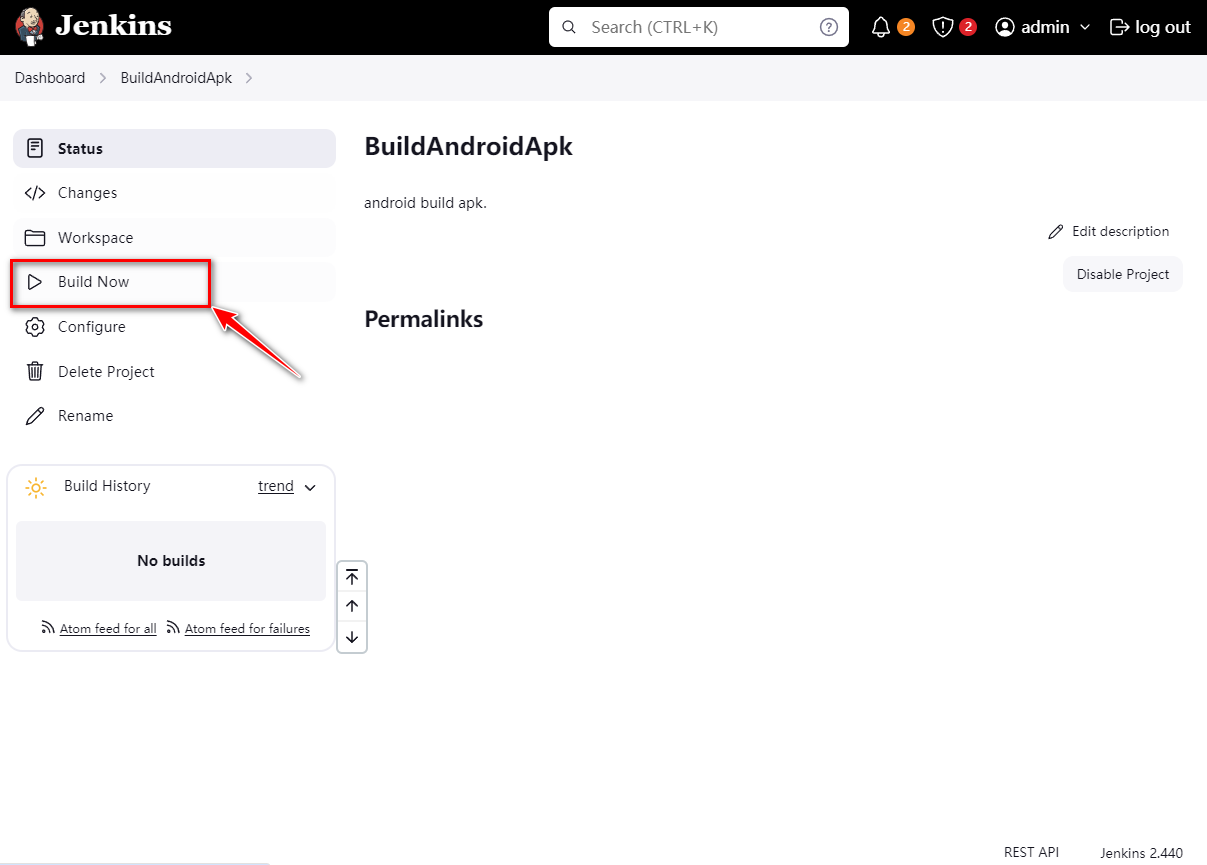 Jenkins
Search (CTRL+K)
2
2
admin
log out
Dashboard
BuildAndroidApk
Status
Changes
Workspace
Build Now
Configure
Delete Project
Rename
BuildAndroidApk
android build apk.
Edit description
Disable Project
Permalinks
Build History
trend
No builds
Atom feed for all
Atom feed for failures
REST API
Jenkins 2.440